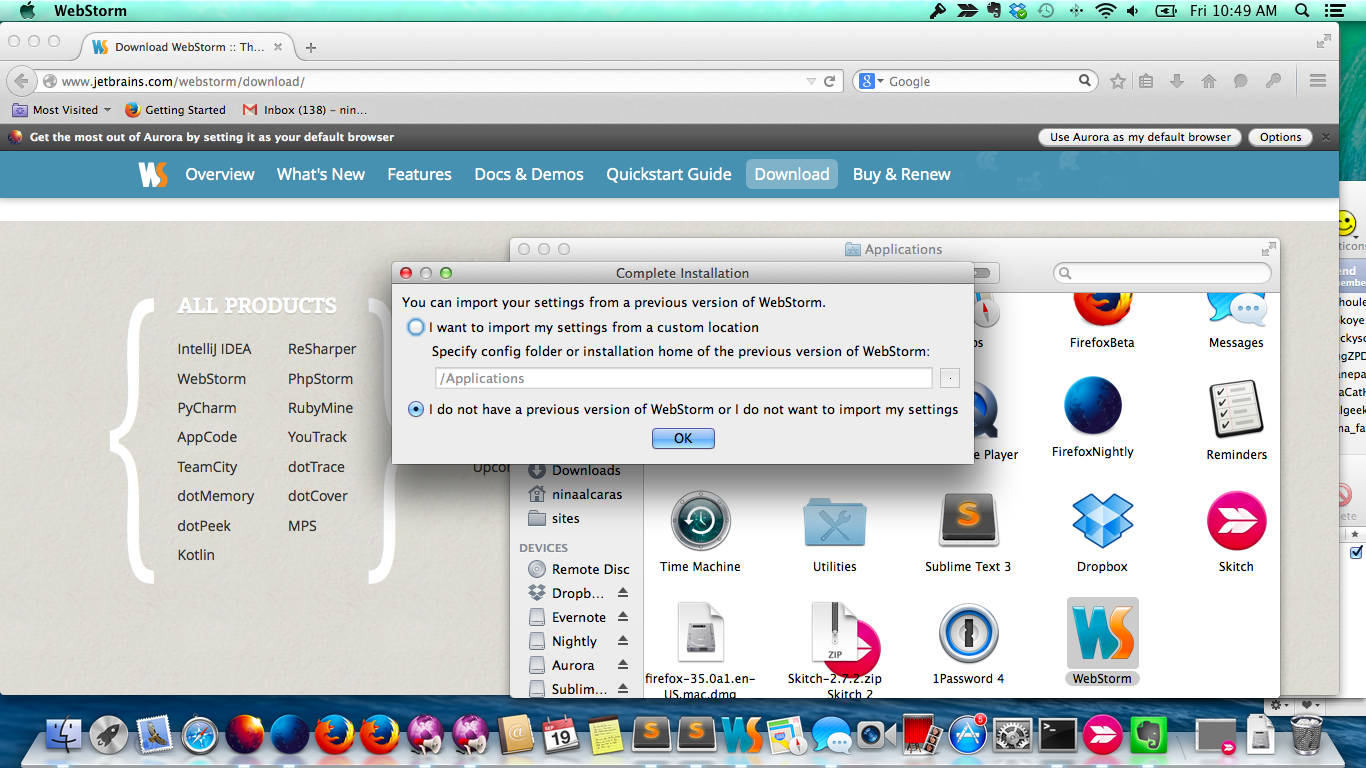 WebStorm
Fri 10:49 AM
Download WebStorm :: Th...
www.jetbrains.com/webstorm/download/
Google
Most Visited
Getting Started
Inbox (138) – nin...
Get the most out of Aurora by setting it as your default browser
Use Aurora as my default browser
Options
WS
Overview
What's New
Features
Docs & Demos
Quickstart Guide
Download
Buy & Renew
Applications
Complete Installation
You can import your settings from a previous version of WebStorm.
I want to import my settings from a custom location
Specify config folder or installation home of the previous version of WebStorm:
/Applications
I do not have a previous version of WebStorm or I do not want to import my settings
OK
ALL PRODUCTS
IntelliJ IDEA
ReSharper
WebStorm
PhpStorm
PyCharm
RubyMine
AppCode
YouTrack
TeamCity
dotTrace
dotMemory
dotCover
dotPeek
MPS
Kotlin
Upcon
Downloads
ninaalcaras
sites
DEVICES
Remote Disc
Dropb...
Evernote
Nightly
Aurora
Sublim...
FirefoxBeta
Messages
e Player
FirefoxNightly
Reminders
Time Machine
Utilities
Sublime Text 3
Dropbox
Skitch
ZIP
firefox-35.0a1.en-
US.mac.dmg
Skitch-2.7.2.zip
Skitch 2
1Password 4
WS
WebStorm
SEP
19
5